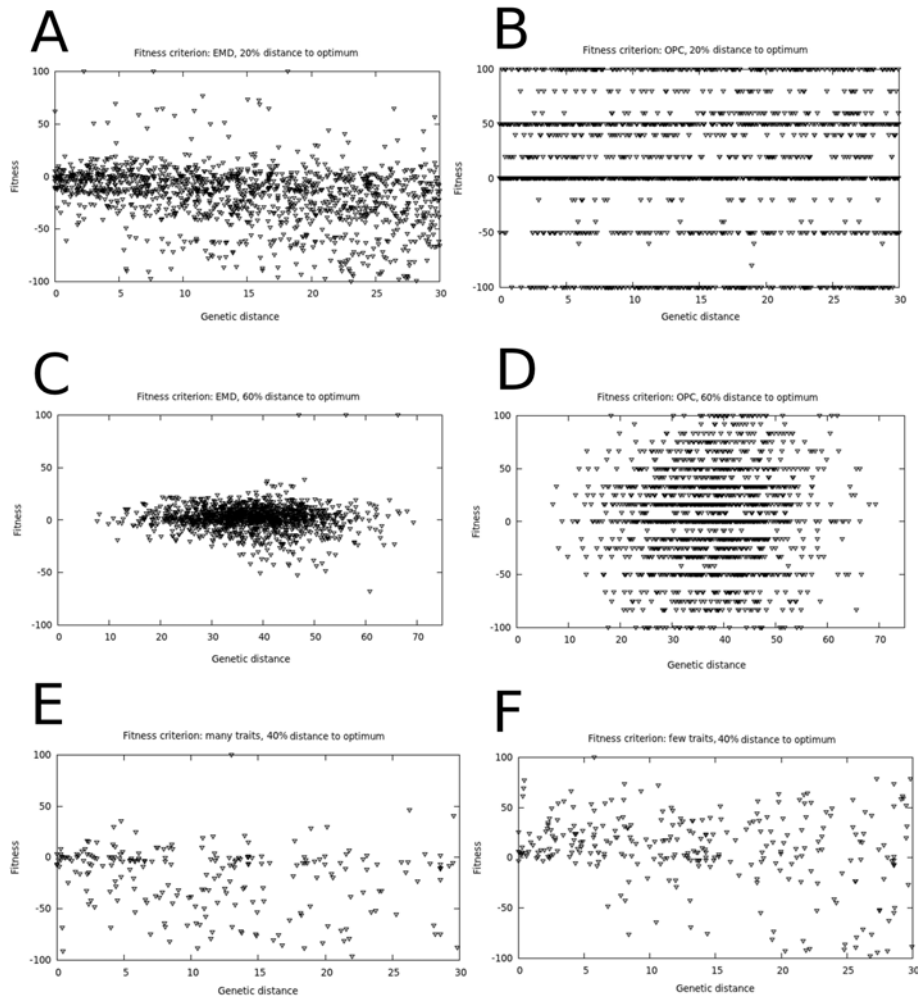 A
Fitness criterion: EMD, 20% distance to optimum
100
50
0
-50
-100
Fitness
0 5 10 15 20 25 30
Genetic distance
B
Fitness criterion: OPC, 20% distance to optimum
100
50
0
-50
-100
Fitness
0 5 10 15 20 25 30
Genetic distance
C
Fitness criterion: EMD, 60% distance to optimum
100
50
0
-50
-100
Fitness
0 10 20 30 40 50 60 70
Genetic distance
D
Fitness criterion: OPC, 60% distance to optimum
100
50
0
-50
-100
Fitness
0 10 20 30 40 50 60 70
Genetic distance
E
Fitness criterion: many traits, 40% distance to optimum
100
50
0
-50
-100
Fitness
0 5 10 15 20 25 30
Genetic distance
F
Fitness criterion: few traits, 40% distance to optimum
100
50
0
-50
-100
Fitness
0 5 10 15 20 25 30
Genetic distance